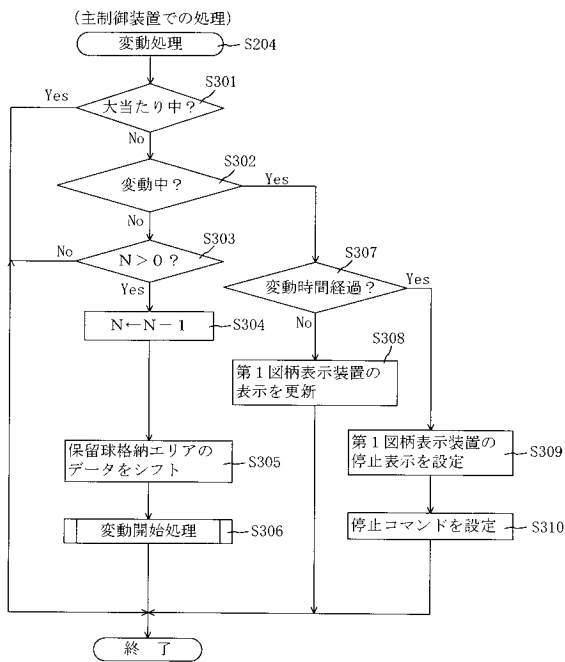 (主制御装置での処理)
変動処理
S204
大当たり中？
S301
Yes
No
変動中？
S302
Yes
No
N＞0？
S303
No
Yes
N←N－1
S304
保留球格納エリアの
データをシフト
S305
変動開始処理
S306
変動時間経過？
S307
Yes
No
第1図柄表示装置の
表示を更新
S308
第1図柄表示装置の
停止表示を設定
S309
停止コマンドを設定
S310
終 了